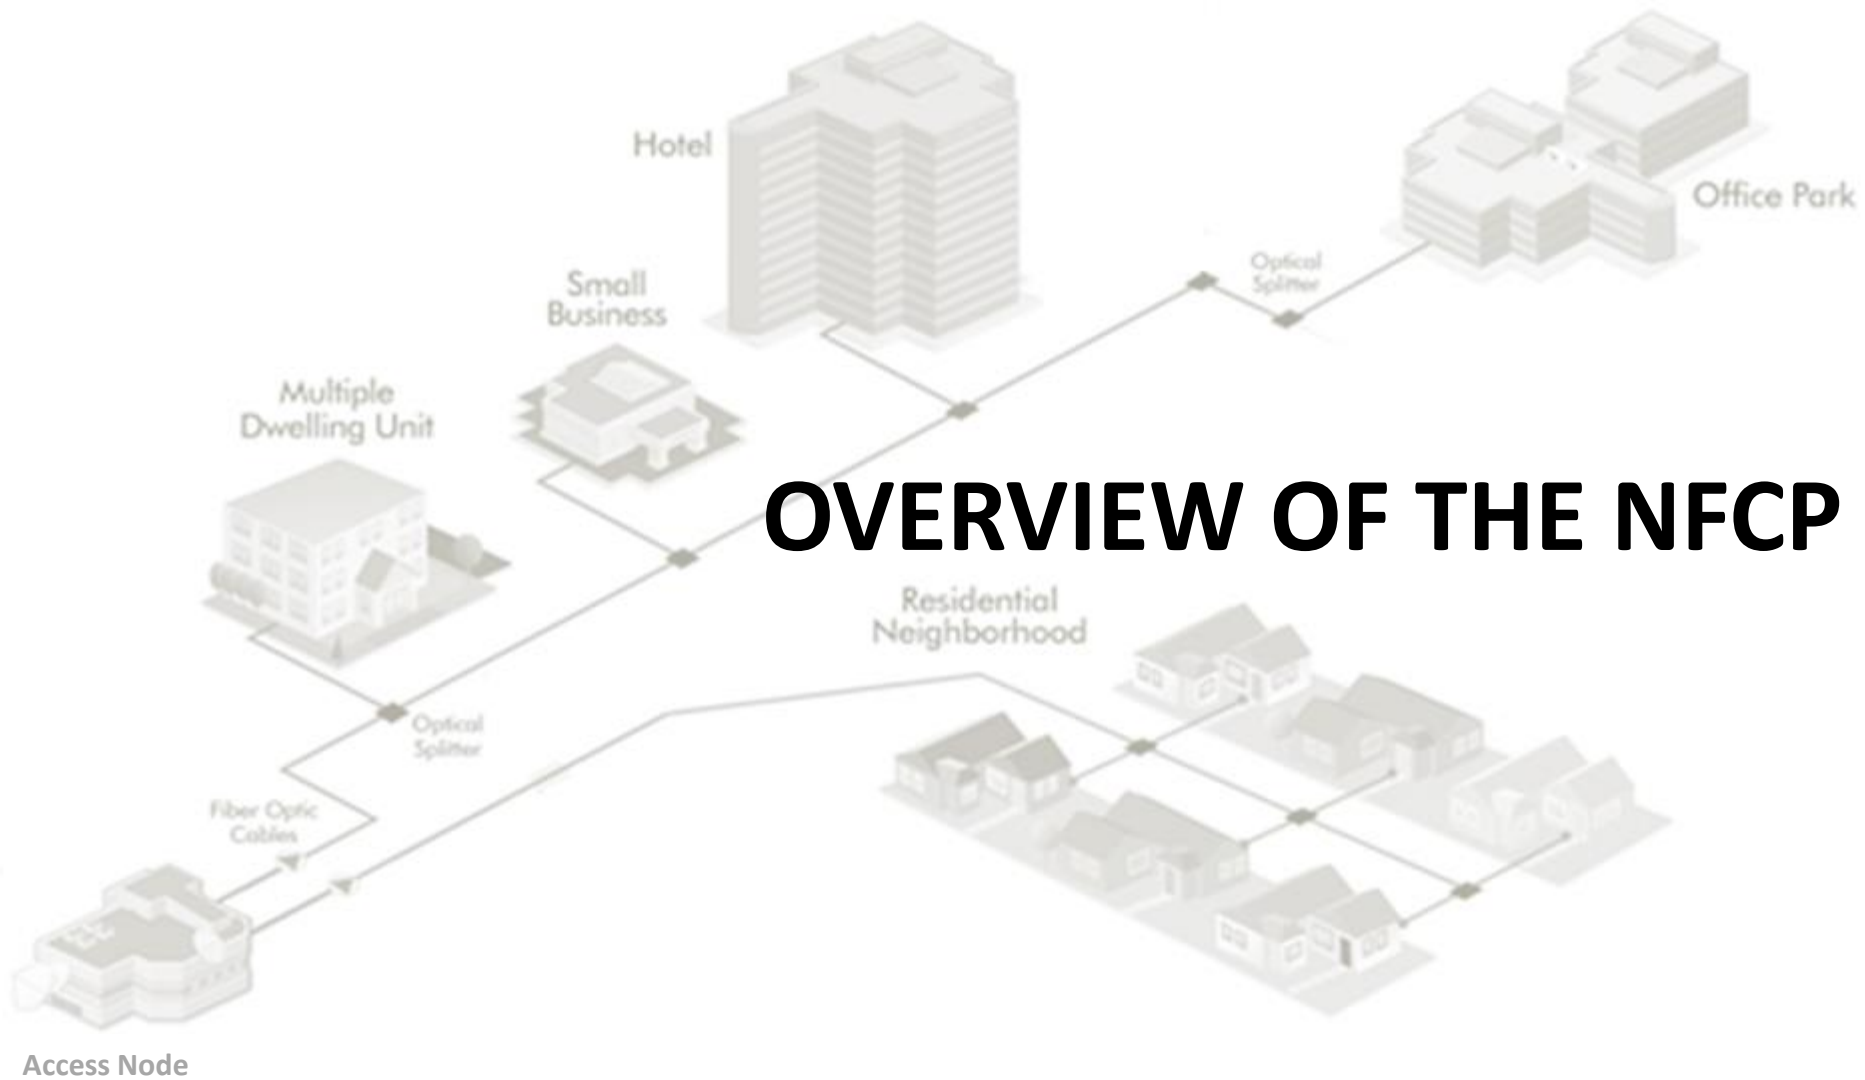 Hotel
Office Park
Optical
Splitter
Small
Business
Multiple
Dwelling Unit
OVERVIEW OF THE NFCP
Residential
Neighborhood
Optical
Splitter
Fiber Optic
Cables
Access Node